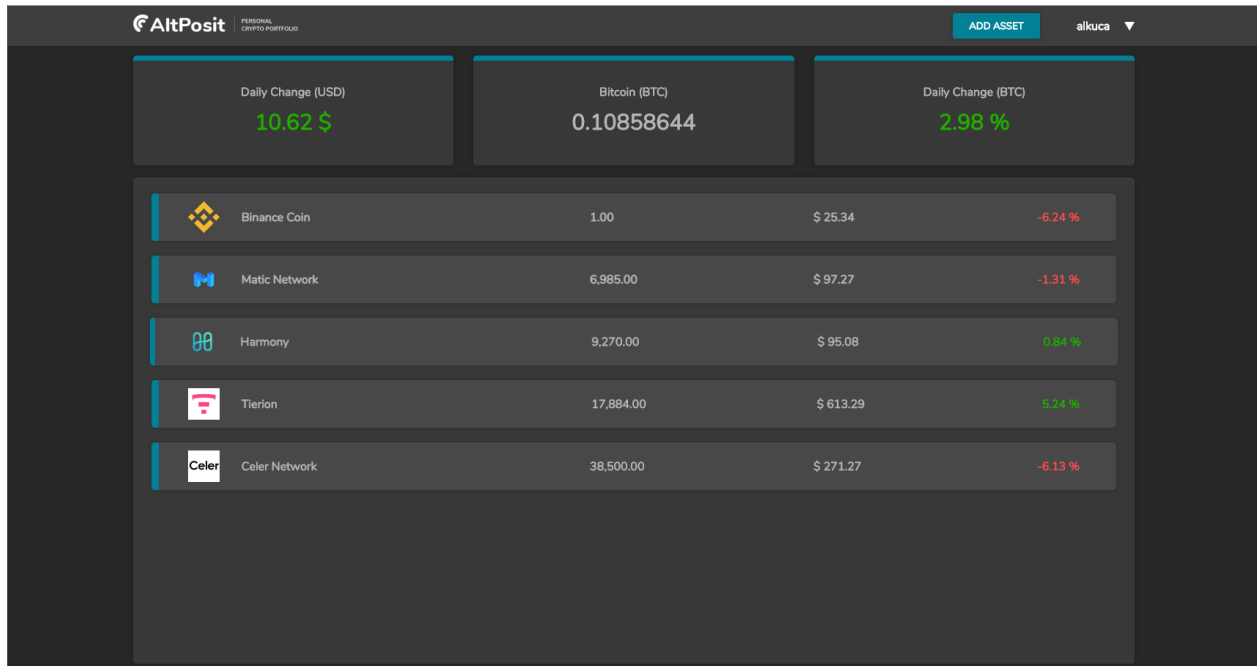 AltPosit
PERSONAL
CRYPTO PORTFOLIO
ADD ASSET
alkuca ▼
Daily Change (USD)
10.62 $
Bitcoin (BTC)
0.10858644
Daily Change (BTC)
2.98 %
Binance Coin 1.00 $ 25.34 -6.24 %
Matic Network 6,985.00 $ 97.27 -1.31 %
Harmony 9,270.00 $ 95.08 0.84 %
Tierion 17,884.00 $ 613.29 5.24 %
Celer Celer Network 38,500.00 $ 271.27 -6.13 %